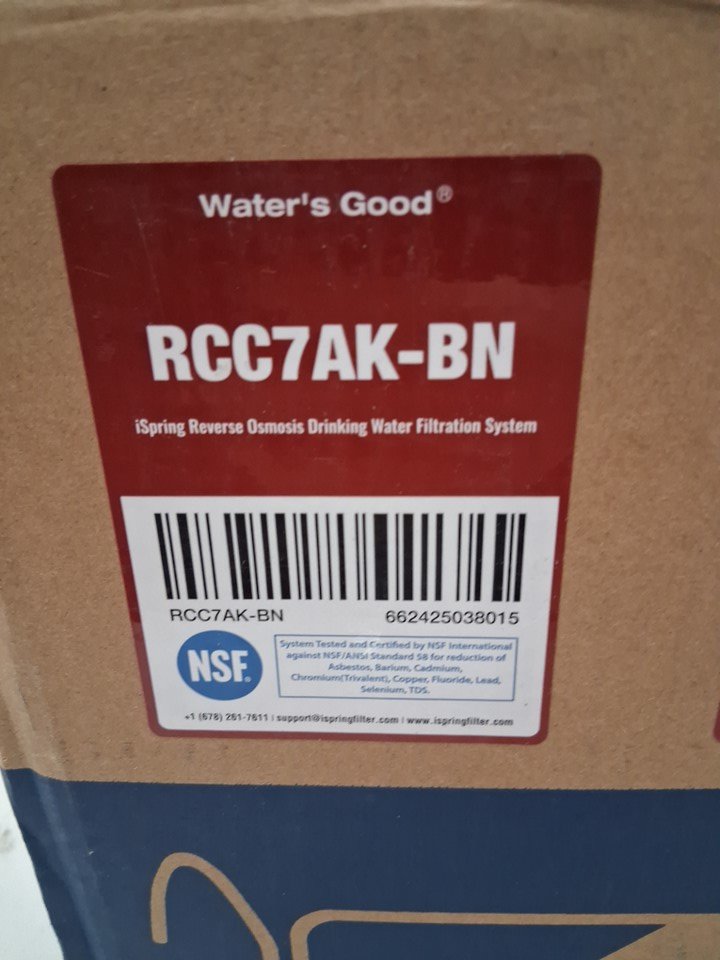 Water's Good®
RCC7AK-BN
iSpring Reverse Osmosis Drinking Water Filtration System
RCC7AK-BN 662425038015
NSF®
System Tested and Certified by NSF International
against NSF/ANSI Standard 58 for reduction of
Asbestos, Barium, Cadmium,
Chromium(Trivalent), Copper, Fluoride, Lead,
Selenium, TDS.
+1 (678) 261-7611 | support@ispringfilter.com | www.ispringfilter.com